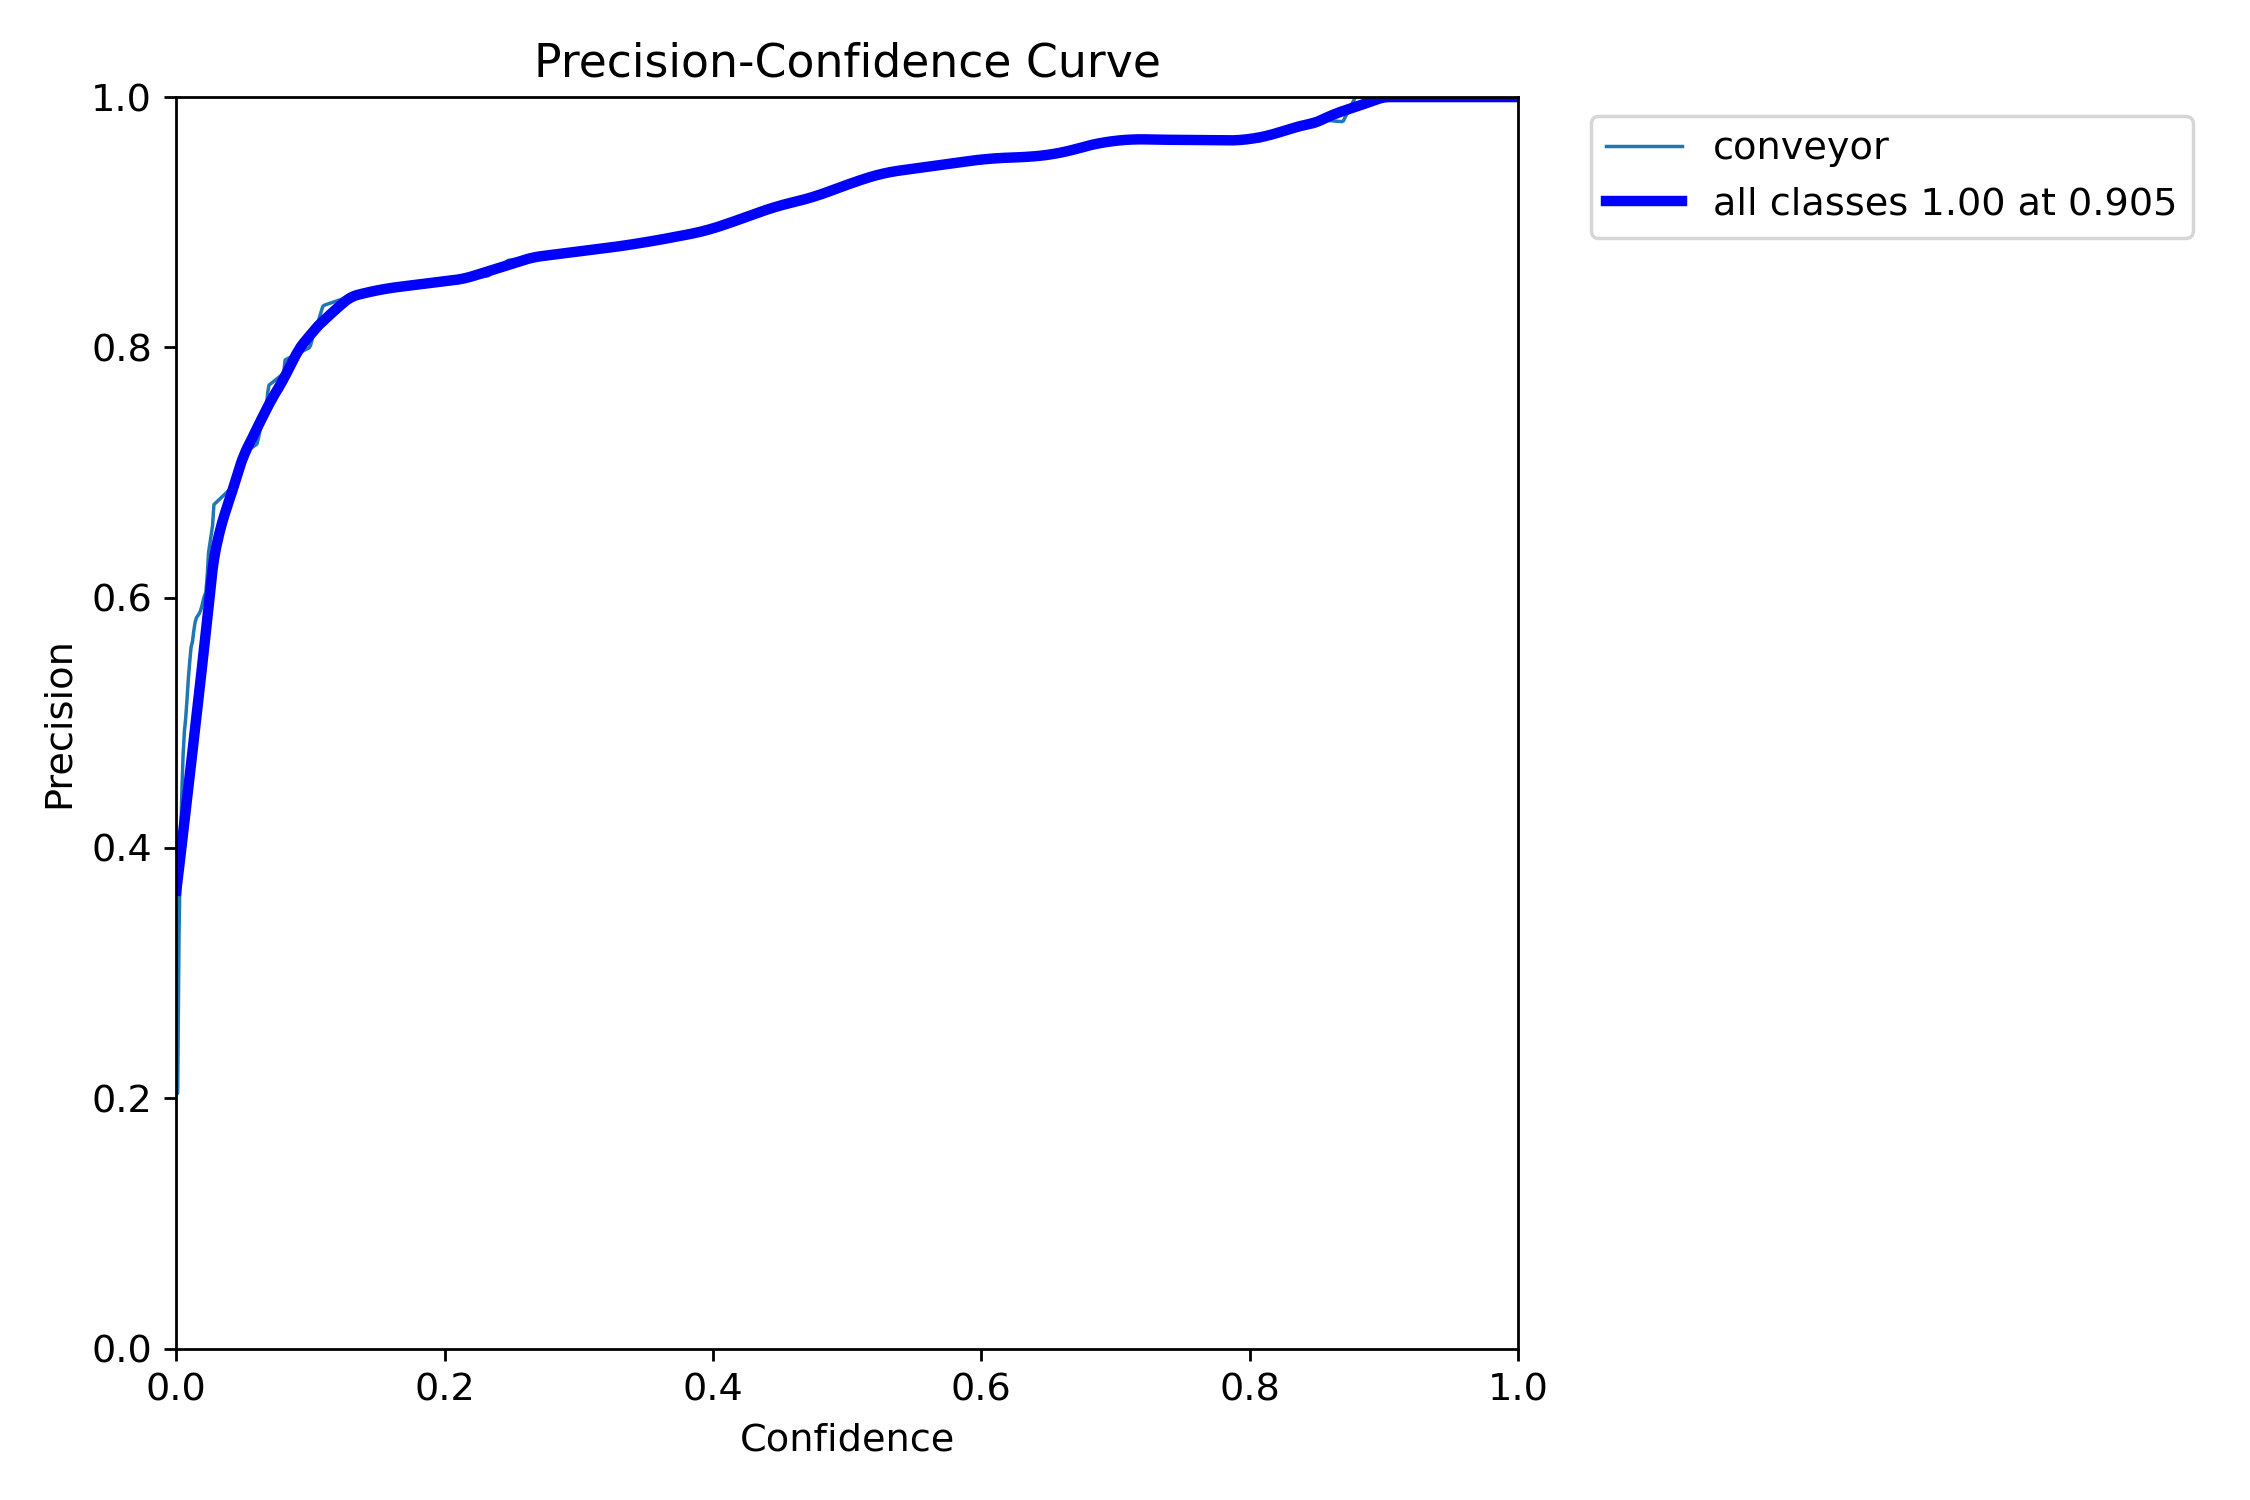 Precision-Confidence Curve
1.0
0.8
0.6
0.4
0.2
0.0
Precision
0.0 0.2 0.4 0.6 0.8 1.0
Confidence
conveyor
all classes 1.00 at 0.905